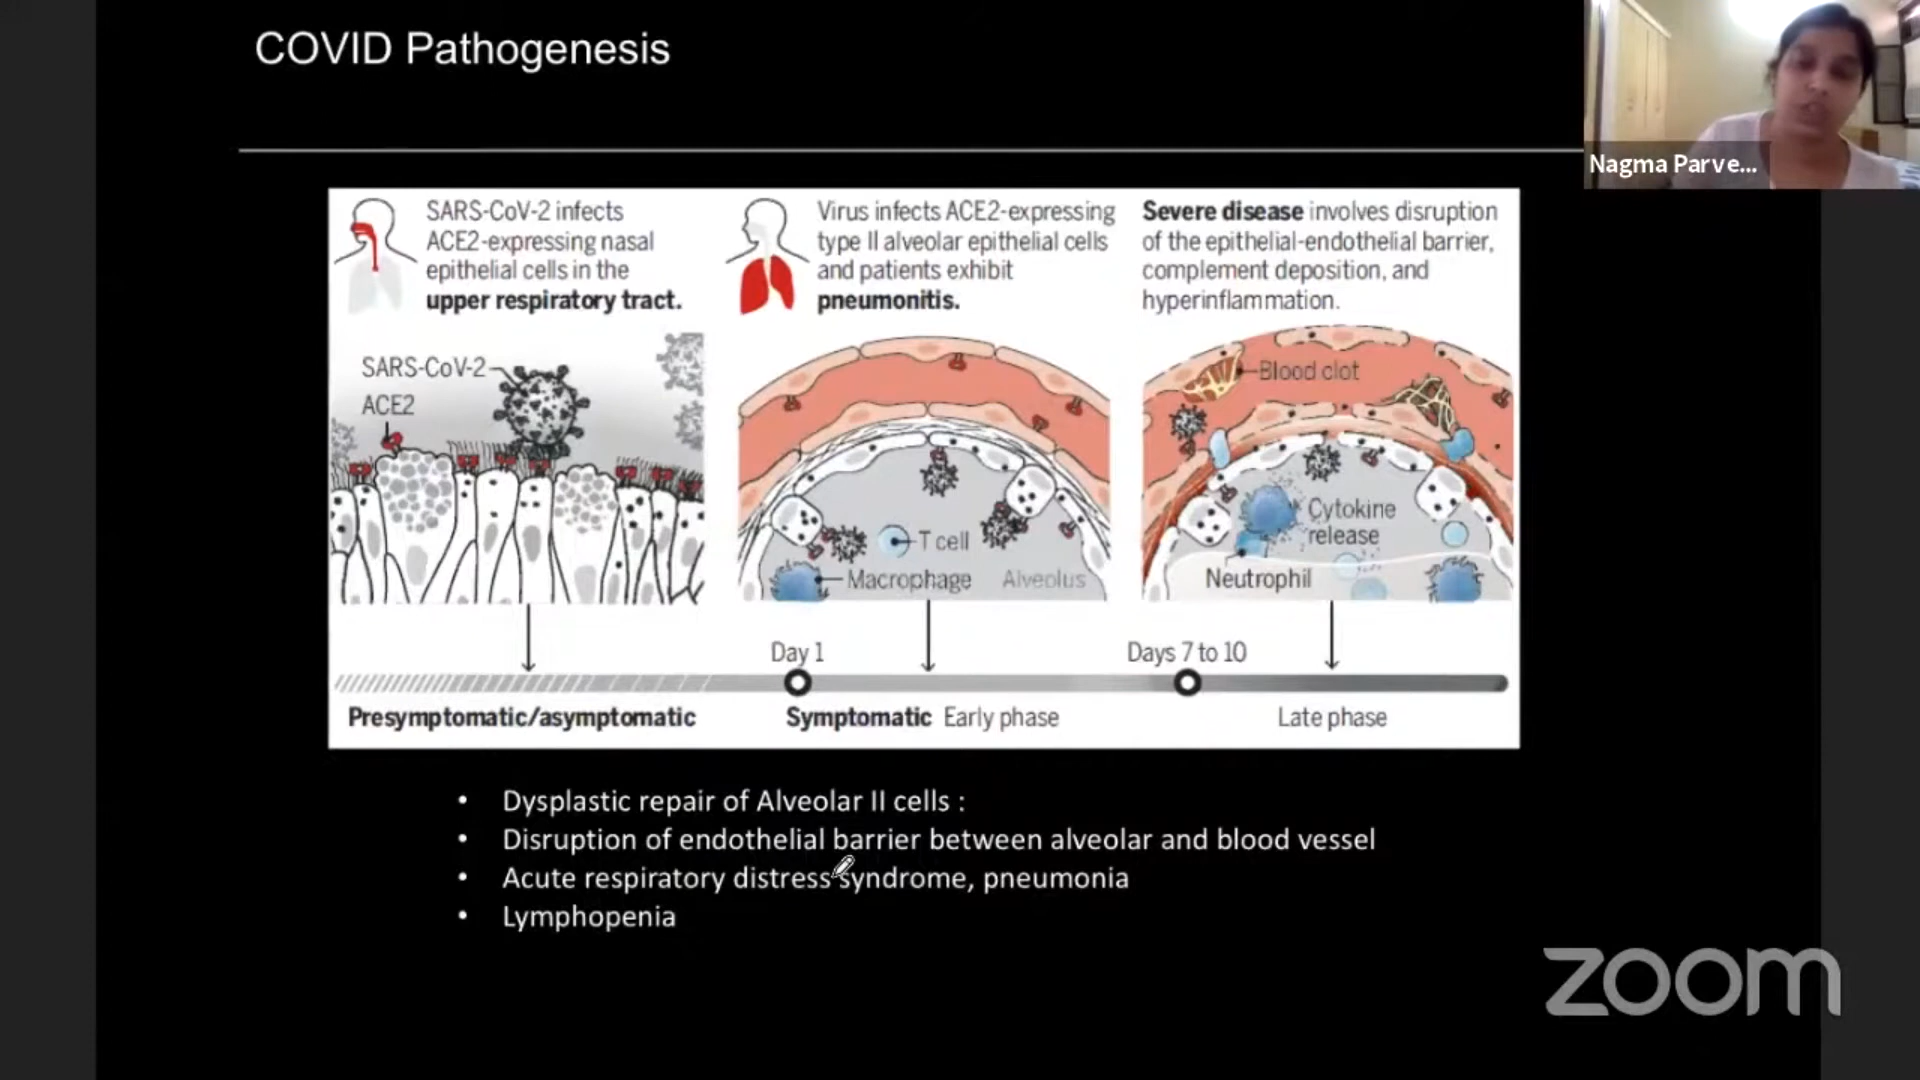 COVID Pathogenesis
Nagma Parve...
SARS-CoV-2 infects
ACE2-expressing nasal
epithelial cells in the
upper respiratory tract.
Virus infects ACE2-expressing
type II alveolar epithelial cells
and patients exhibit
pneumonitis.
Severe disease involves disruption
of the epithelial-endothelial barrier,
complement deposition, and
hyperinflammation.
SARS-CoV-2
ACE2
T cell
Macrophage
Alveolus
Blood clot
Cytokine
release
Neutrophil
Day 1
Days 7 to 10
Presymptomatic/asymptomatic
Symptomatic Early phase
Late phase
• Dysplastic repair of Alveolar II cells :
• Disruption of endothelial barrier between alveolar and blood vessel
• Acute respiratory distress syndrome, pneumonia
• Lymphopenia
zoom